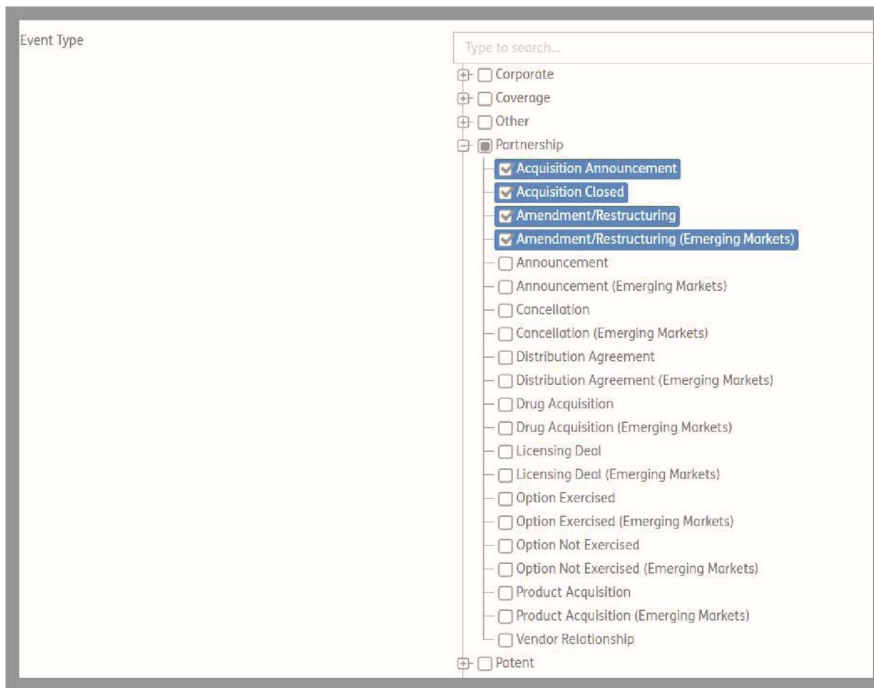 Event Type
Type to search...
Corporate
Coverage
Other
Partnership
Acquisition Announcement
Acquisition Closed
Amendment/Restructuring
Amendment/Restructuring (Emerging Markets)
Announcement
Announcement (Emerging Markets)
Cancellation
Cancellation (Emerging Markets)
Distribution Agreement
Distribution Agreement (Emerging Markets)
Drug Acquisition
Drug Acquisition (Emerging Markets)
Licensing Deal
Licensing Deal (Emerging Markets)
Option Exercised
Option Exercised (Emerging Markets)
Option Not Exercised
Option Not Exercised (Emerging Markets)
Product Acquisition
Product Acquisition (Emerging Markets)
Vendor Relationship
Patent